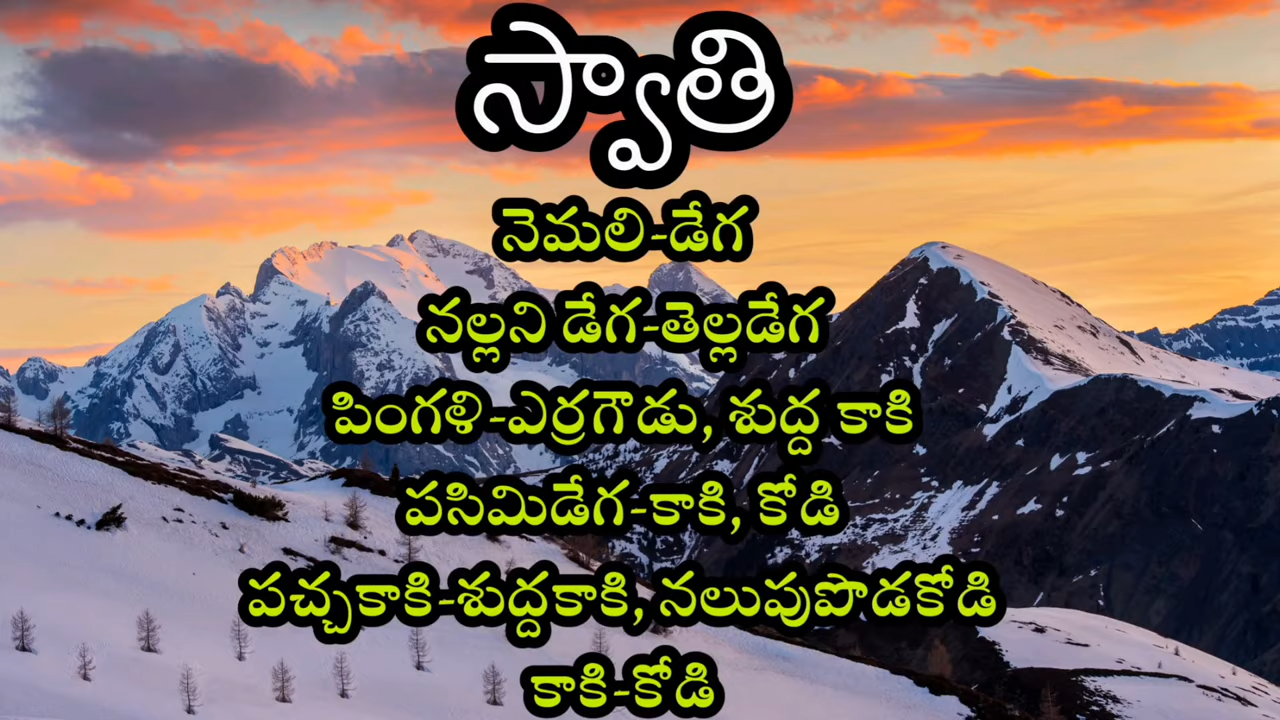 స్వాతి
నెమలి-డేగ
నల్లని డేగ-తెల్లడేగ
పింగళి-ఎర్రగౌడు, శుద్ద కాకి
పసిమిడేగ-కాకి, కోడి
పచ్చకాకి-శుద్దకాకి, నలుపుపొడకోడి
కాకి-కోడి